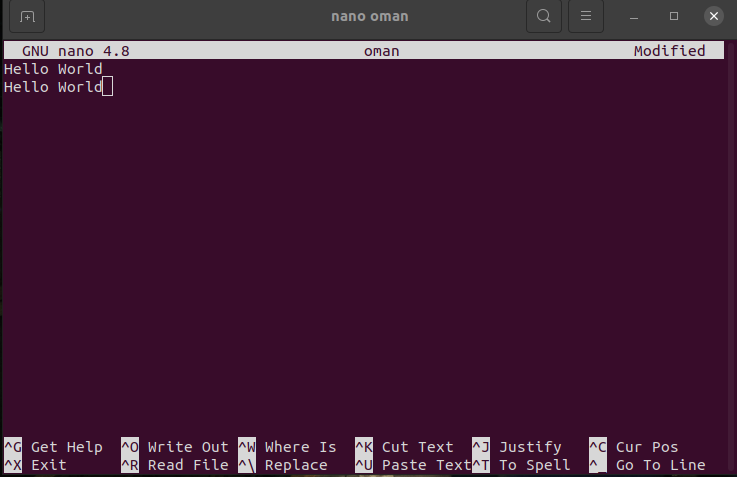 nano oman
GNU nano 4.8 oman Modified
Hello World
Hello World
^G Get Help ^O Write Out ^W Where Is ^K Cut Text ^J Justify ^C Cur Pos
^X Exit ^R Read File ^\ Replace ^U Paste Text ^T To Spell ^_ Go To Line